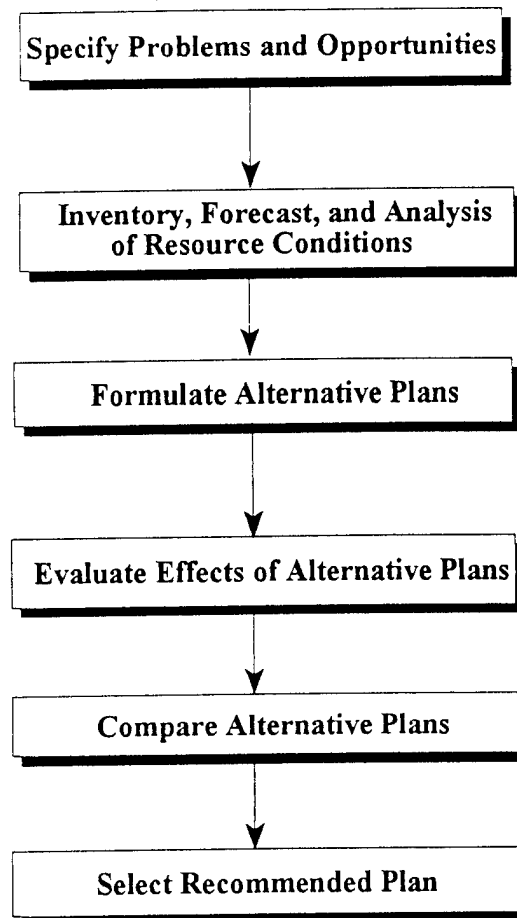 Specify Problems and Opportunities
Inventory, Forecast, and Analysis
of Resource Conditions
Formulate Alternative Plans
Evaluate Effects of Alternative Plans
Compare Alternative Plans
Select Recommended Plan